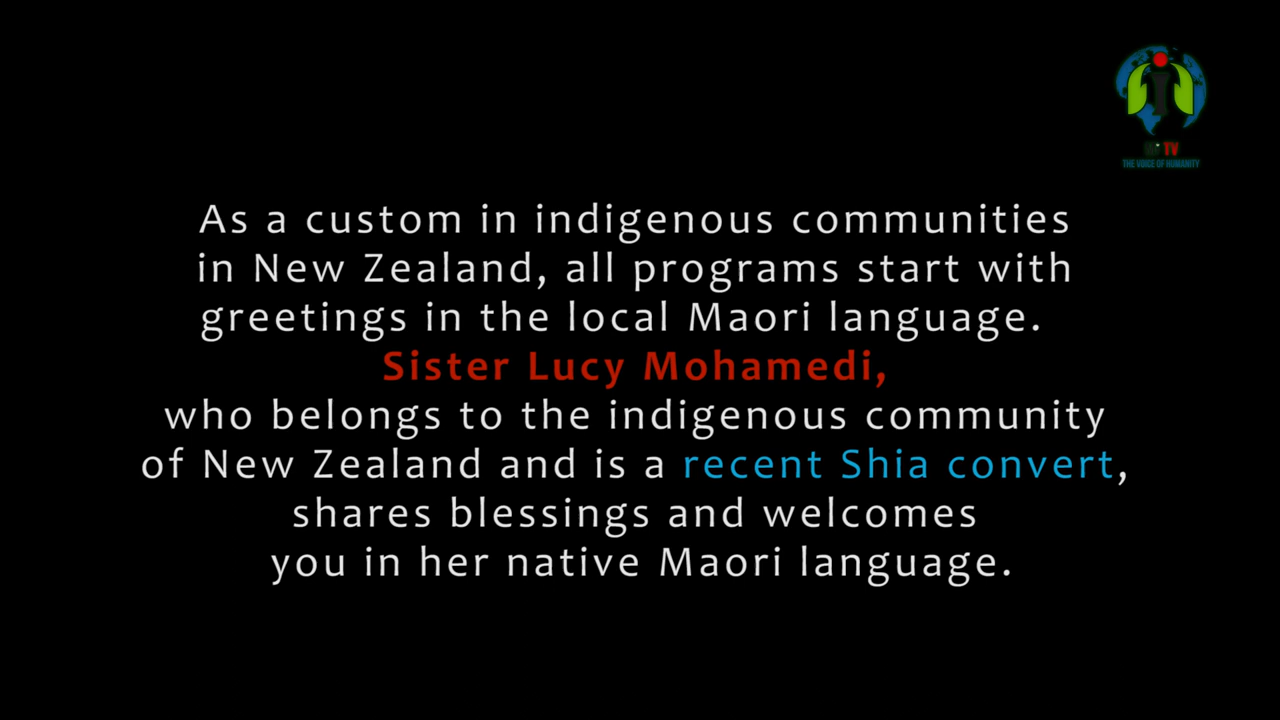 TV
THE VOICE OF HUMANITY
As a custom in indigenous communities
in New Zealand, all programs start with
greetings in the local Maori language.
Sister Lucy Mohamedi,
who belongs to the indigenous community
of New Zealand and is a recent Shia convert,
shares blessings and welcomes
you in her native Maori language.